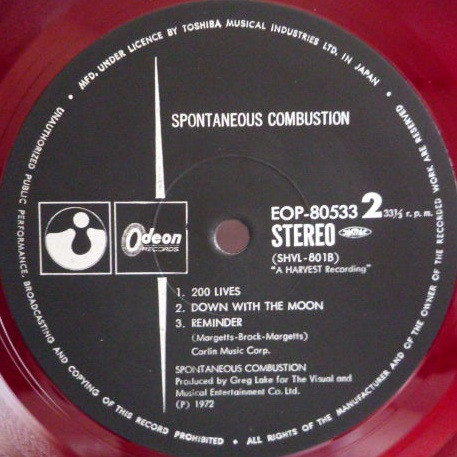 • MFD. UNDER LICENCE BY TOSHIBA MUSICAL INDUSTRIES LTD. IN JAPAN •
SPONTANEOUS COMBUSTION
Odeon
RECORDS
EOP-80533 2 33⅓ r. p. m.
STEREO
(SHVL-801B)
"A HARVEST Recording"
1. 200 LIVES
2. DOWN WITH THE MOON
3. REMINDER
(Margetts-Brock-Margetts)
Carlin Music Corp.
SPONTANEOUS COMBUSTION
Produced by Greg Lake for The Visual and
Musical Entertainment Co. Ltd.
(P) 1972
UNAUTHORIZED PUBLIC PERFORMANCE, BROADCASTING AND COPYING OF THIS RECORD PROHIBITED • ALL RIGHTS OF THE MANUFACTURER AND OF THE OWNER OF THE RECORDED WORK ARE RESERVED